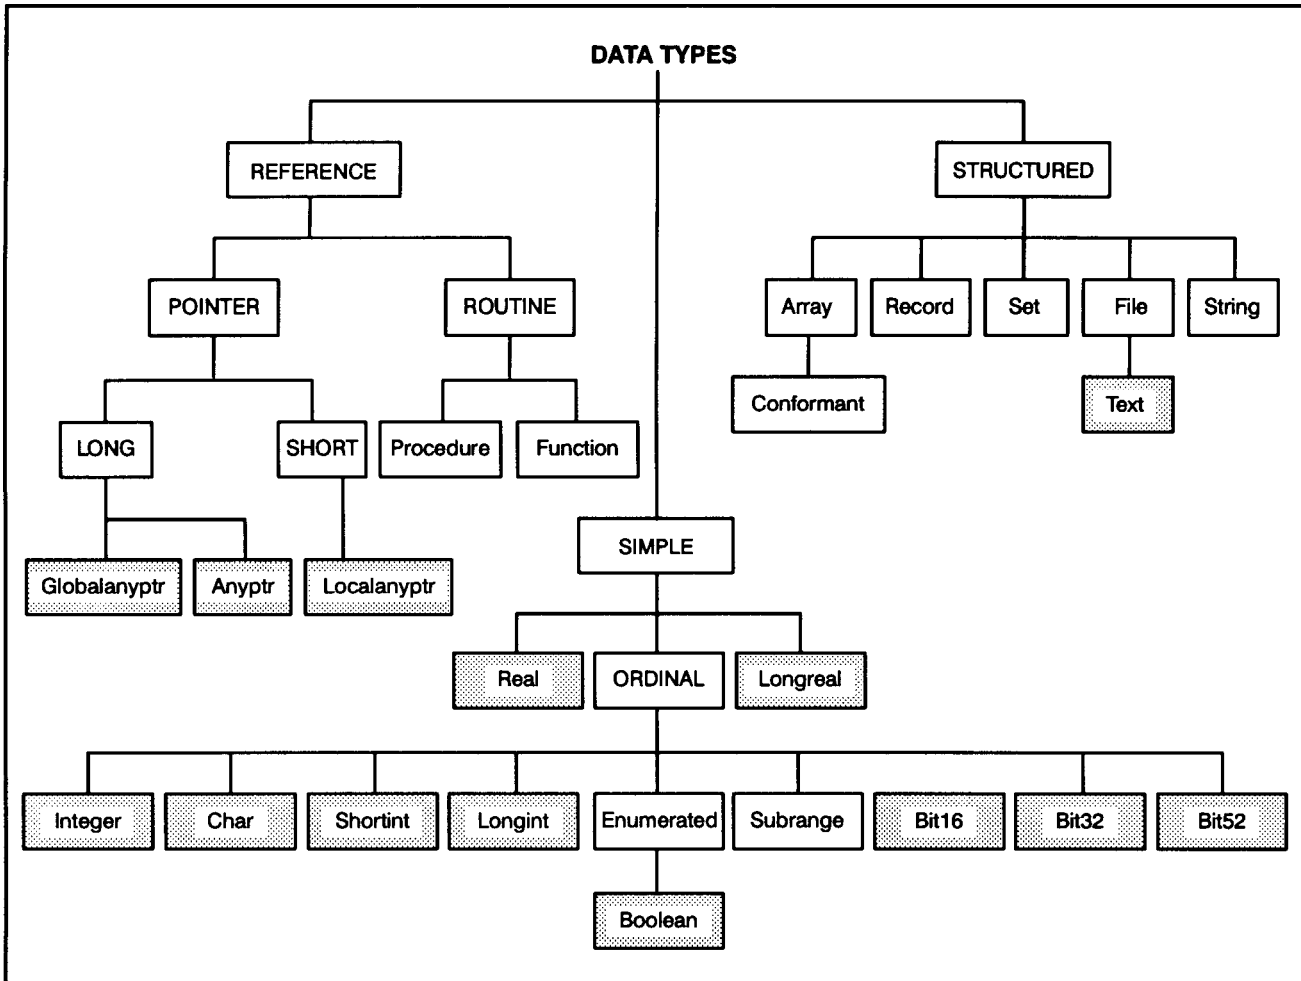 DATA TYPES
REFERENCE
STRUCTURED
POINTER
ROUTINE
Array
Record
Set
File
String
Conformant
Text
LONG
SHORT
Procedure
Function
SIMPLE
Globalanyptr
Anyptr
Localanyptr
Real
ORDINAL
Longreal
Integer
Char
Shortint
Longint
Enumerated
Subrange
Bit16
Bit32
Bit52
Boolean